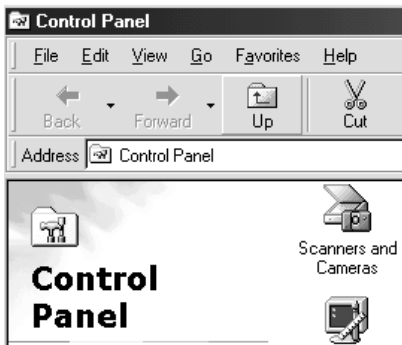 Control Panel
File Edit View Go Favorites Help
Back Forward Up Cut
Address Control Panel
Scanners and
Cameras
Control
Panel